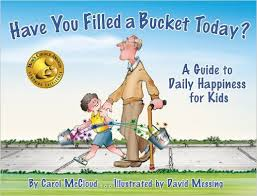 Have You Filled a Bucket Today?
A Guide to
Daily Happiness
for Kids
By Carol McCloud . . . Illustrated by David Messing